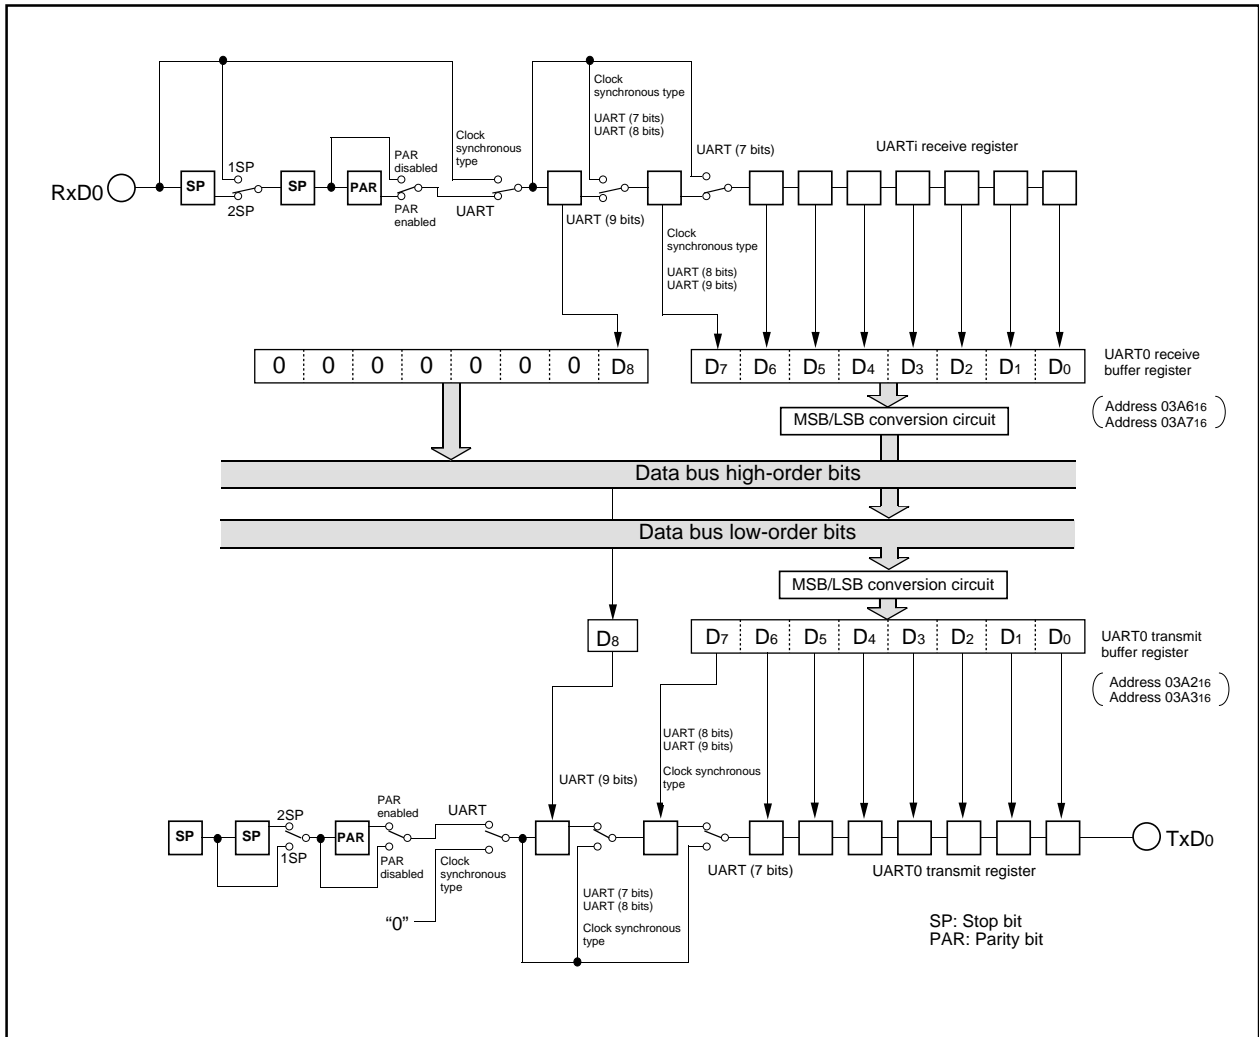 Clock
synchronous type
UART (7 bits)
UART (8 bits)
UART (7 bits)
UARTi receive register
Clock
synchronous
type
PAR
disabled
1SP
RxD0
SP
SP
PAR
2SP
PAR
enabled
UART
UART (9 bits)
Clock
synchronous type
UART (8 bits)
UART (9 bits)
0 0 0 0 0 0 0 D8
D7 D6 D5 D4 D3 D2 D1 D0
UART0 receive
buffer register
Address 03A616
Address 03A716
MSB/LSB conversion circuit
Data bus high-order bits
Data bus low-order bits
MSB/LSB conversion circuit
D8
D7 D6 D5 D4 D3 D2 D1 D0
UART0 transmit
buffer register
Address 03A216
Address 03A316
UART (8 bits)
UART (9 bits)
Clock synchronous
type
UART (9 bits)
PAR
enabled
2SP
UART
SP
SP
PAR
1SP
PAR
disabled
Clock
synchronous
type
“0”
UART (7 bits)
UART (8 bits)
Clock synchronous
type
UART (7 bits)
UART0 transmit register
TxD0
SP: Stop bit
PAR: Parity bit